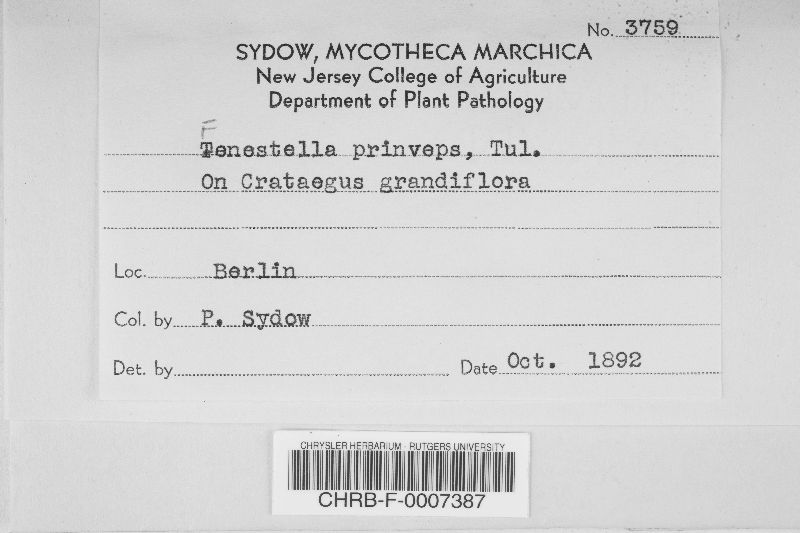 No. 3759
SYDOW, MYCOTHECA MARCHICA
New Jersey College of Agriculture
Department of Plant Pathology
F
Tenestella prinveps, Tul.
On Crataegus grandiflora
Loc. Berlin
Col. by P. Sydow
Det. by
Date Oct. 1892
CHRYSLER HERBARIUM - RUTGERS UNIVERSITY
CHRB-F-0007387